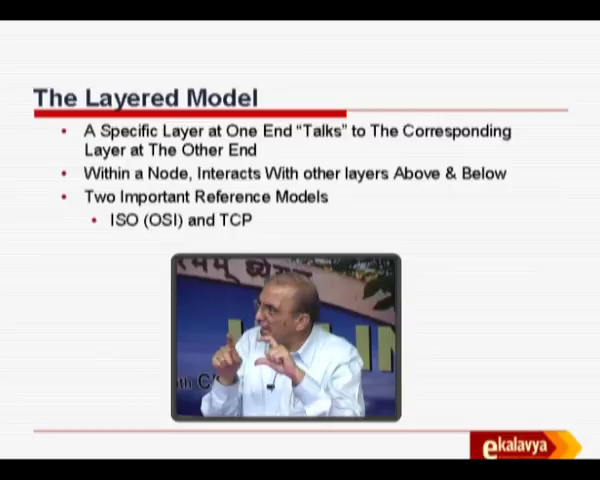 The Layered Model
• A Specific Layer at One End “Talks” to The Corresponding
Layer at The Other End
• Within a Node, Interacts With other layers Above & Below
• Two Important Reference Models
• ISO (OSI) and TCP
ekalavya